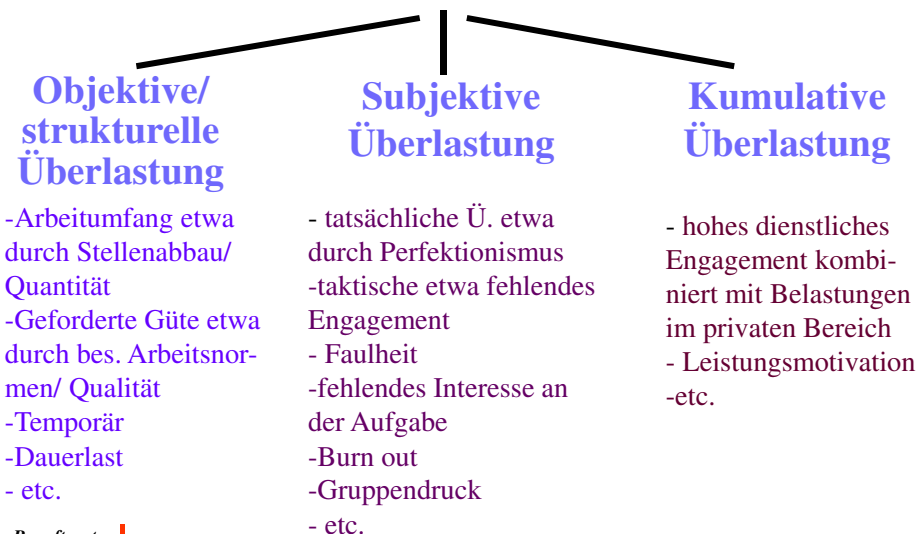 Objektive/
strukturelle
Überlastung
-Arbeitumfang etwa
durch Stellenabbau/
Quantität
-Geforderte Güte etwa
durch bes. Arbeitsnor-
men/ Qualität
-Temporär
-Dauerlast
- etc.
Subjektive
Überlastung
- tatsächliche Ü. etwa
durch Perfektionismus
-taktische etwa fehlendes
Engagement
- Faulheit
-fehlendes Interesse an
der Aufgabe
-Burn out
-Gruppendruck
- etc.
Kumulative
Überlastung
- hohes dienstliches
Engagement kombi-
niert mit Belastungen
im privaten Bereich
- Leistungsmotivation
-etc.